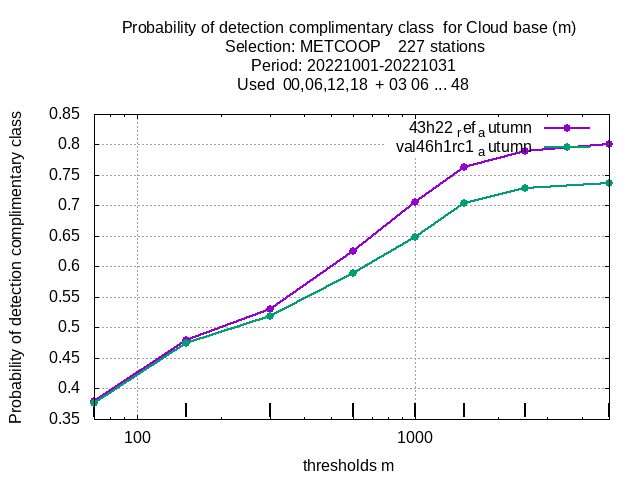 Probability of detection complimentary class for Cloud base (m)
Selection: METCOOP 227 stations
Period: 20221001-20221031
Used 00,06,12,18 + 03 06 ... 48
Probability of detection complimentary class
0.85
0.8
0.75
0.7
0.65
0.6
0.55
0.5
0.45
0.4
0.35
43h22 ref autumn
val46h1rc1 autumn
100
1000
thresholds m